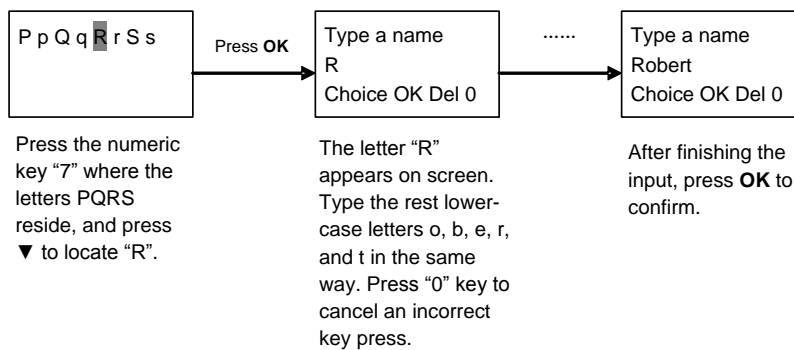 P p Q q R r S s
Press OK
Type a name
R
Choice OK Del 0
......
Type a name
Robert
Choice OK Del 0
Press the numeric
key “7” where the
letters PQRS
reside, and press
▼ to locate “R”.
The letter “R”
appears on screen.
Type the rest lower-
case letters o, b, e, r,
and t in the same
way. Press “0” key to
cancel an incorrect
key press.
After finishing the
input, press OK to
confirm.